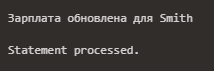 Зарплата обновлена для Smith
Statement processed.